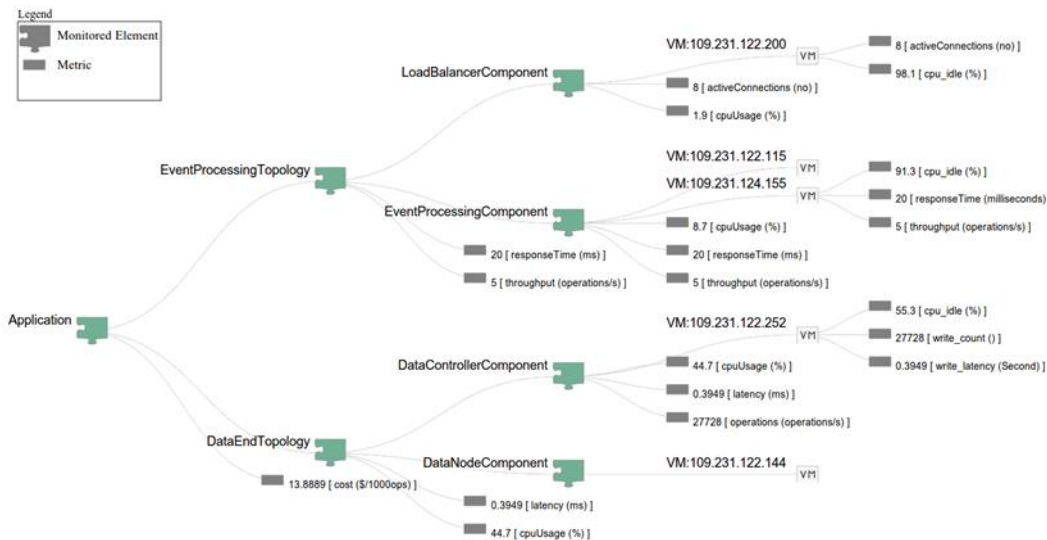 Legend
Monitored Element
Metric
VM:109.231.122.200
VM
8 [ activeConnections (no) ]
98.1 [ cpu_idle (%) ]
LoadBalancerComponent
8 [ activeConnections (no) ]
1.9 [ cpuUsage (%) ]
EventProcessingTopology
VM:109.231.122.115
VM
VM:109.231.124.155
VM
91.3 [ cpu_idle (%) ]
20 [ responseTime (milliseconds)
5 [ throughput (operations/s) ]
EventProcessingComponent
8.7 [ cpuUsage (%) ]
20 [ responseTime (ms) ]
20 [ responseTime (ms) ]
5 [ throughput (operations/s) ]
5 [ throughput (operations/s) ]
Application
VM:109.231.122.252
VM
55.3 [ cpu_idle (%) ]
27728 [ write_count () ]
0.3949 [ write_latency (Second) ]
DataControllerComponent
44.7 [ cpuUsage (%) ]
0.3949 [ latency (ms) ]
27728 [ operations (operations/s) ]
DataEndTopology
DataNodeComponent
VM:109.231.122.144
VM
13.8889 [ cost ($/1000ops) ]
0.3949 [ latency (ms) ]
44.7 [ cpuUsage (%) ]